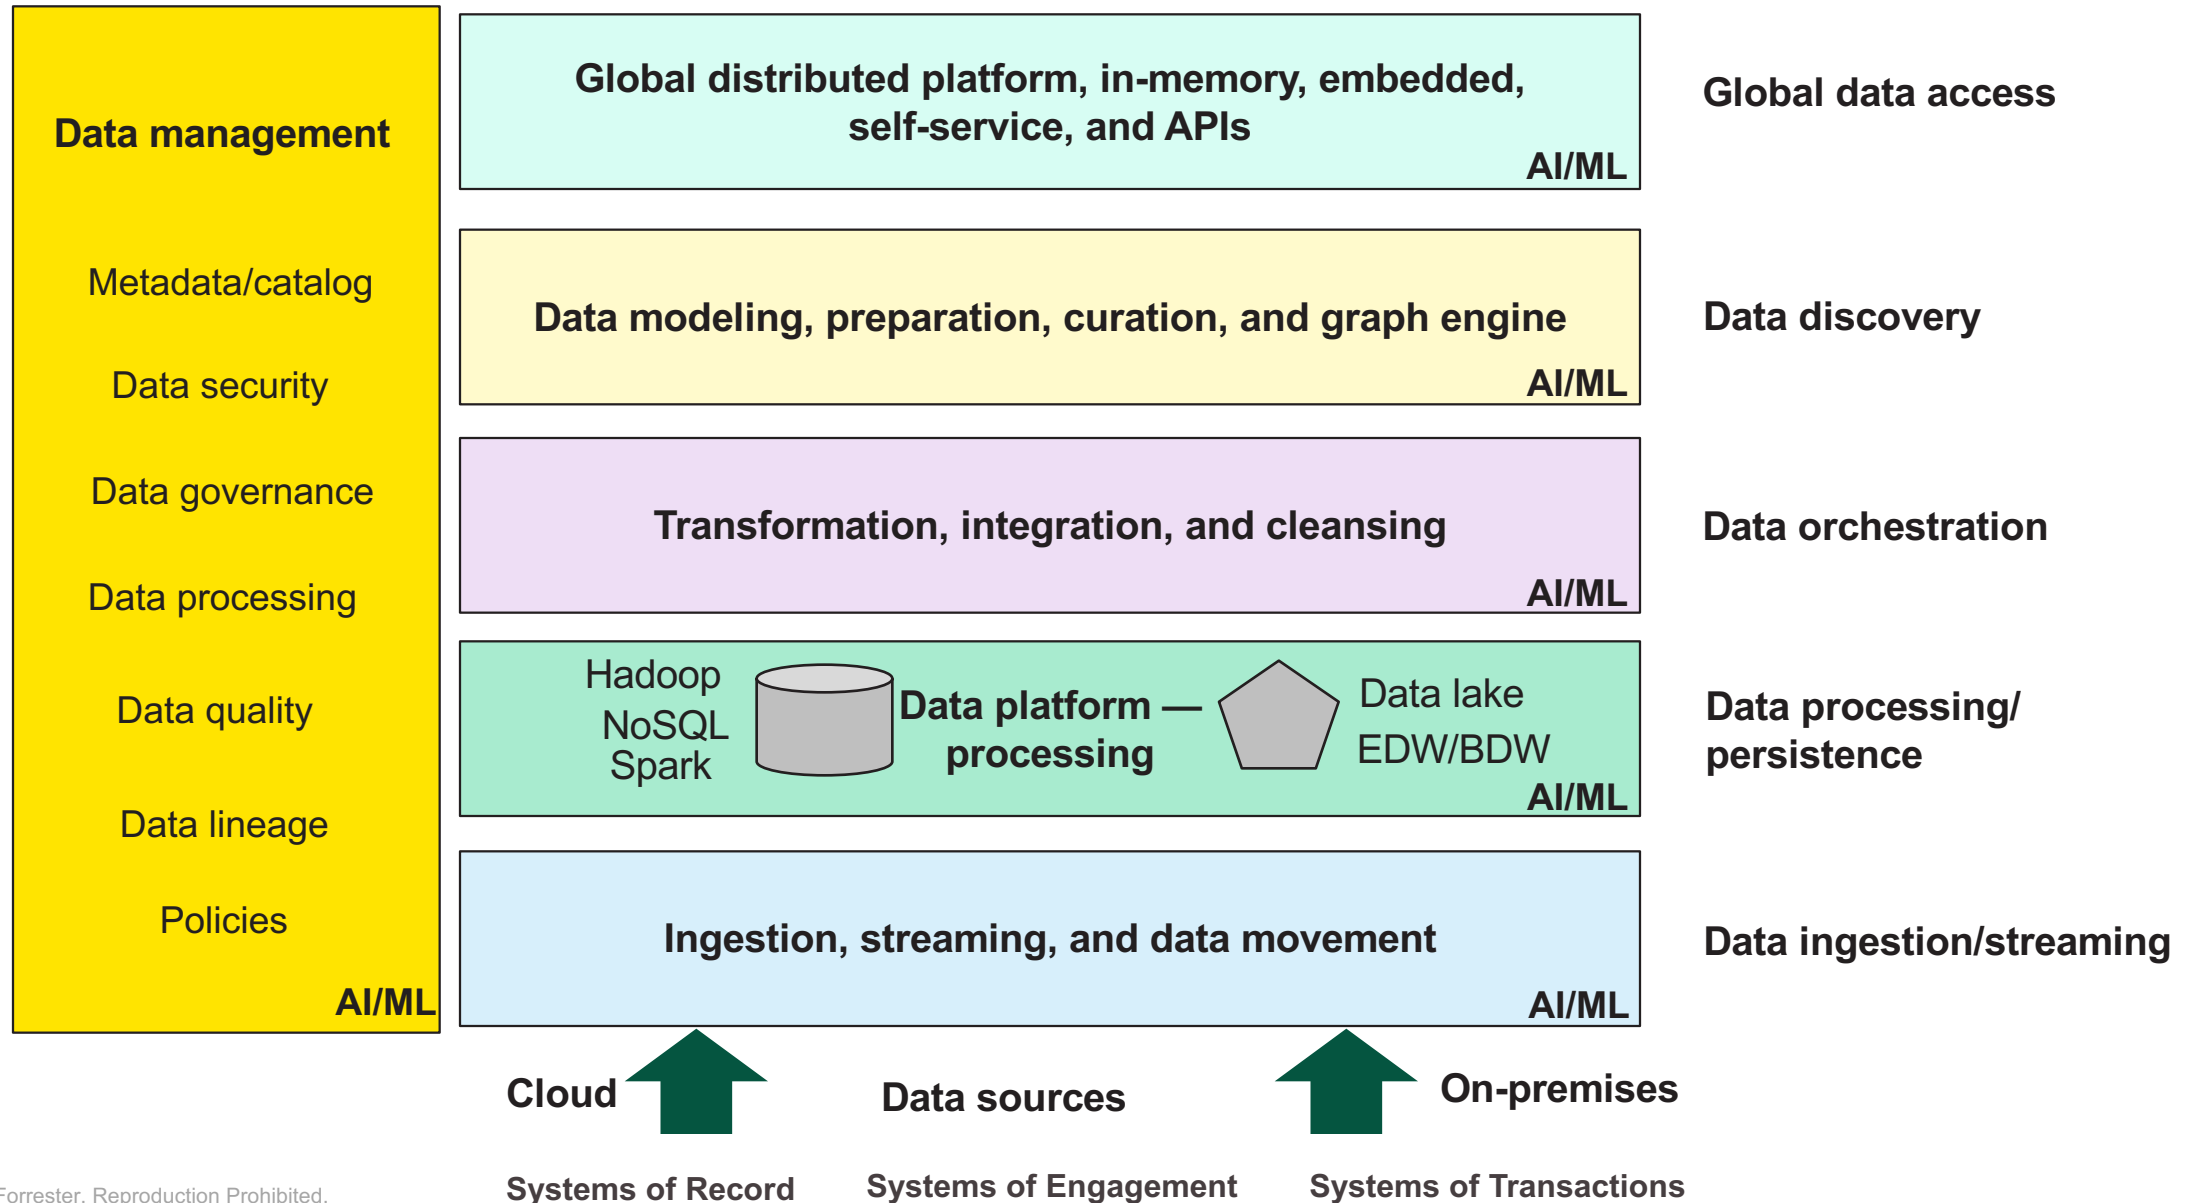 Data management
Metadata/catalog
Data security
Data governance
Data processing
Data quality
Data lineage
Policies
AI/ML
Global distributed platform, in-memory, embedded,
self-service, and APIs
AI/ML
Global data access
Data modeling, preparation, curation, and graph engine
AI/ML
Data discovery
Transformation, integration, and cleansing
AI/ML
Data orchestration
Hadoop
NoSQL
Spark
Data platform —
processing
Data lake
EDW/BDW
AI/ML
Data processing/
persistence
Ingestion, streaming, and data movement
AI/ML
Data ingestion/streaming
Cloud
Data sources
On-premises
Systems of Record
Systems of Engagement
Systems of Transactions
Forrester. Reproduction Prohibited.